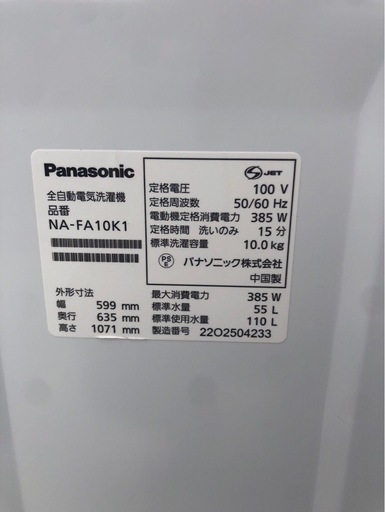 Panasonic
全自動電気洗濯機
品番
NA-FA10K1
外形寸法
幅 599 mm
奥行 635 mm
高さ 1071 mm
S JET
定格電圧 100 V
定格周波数 50/60 Hz
電動機定格消費電力 385 W
定格時間 洗いのみ 15 分
標準洗濯容量 10.0 kg
PS E パナソニック株式会社
中国製
最大消費電力 385 W
標準水量 55 L
標準使用水量 110 L
製造番号 22O2504233